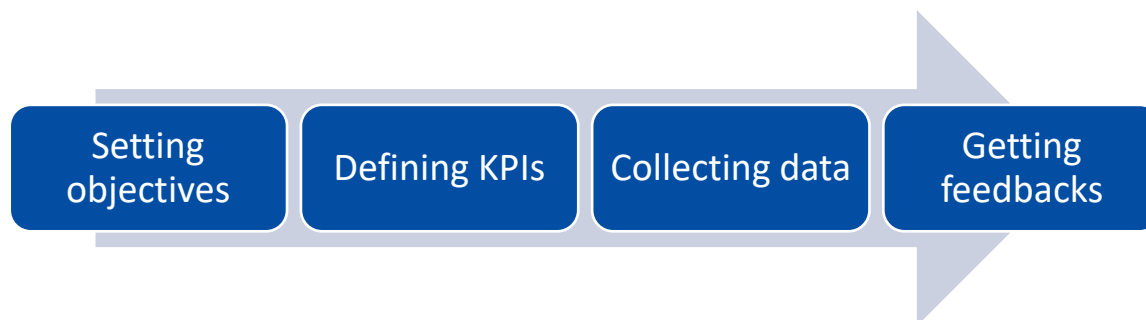 Setting
objectives
Defining KPIs
Collecting data
Getting
feedbacks